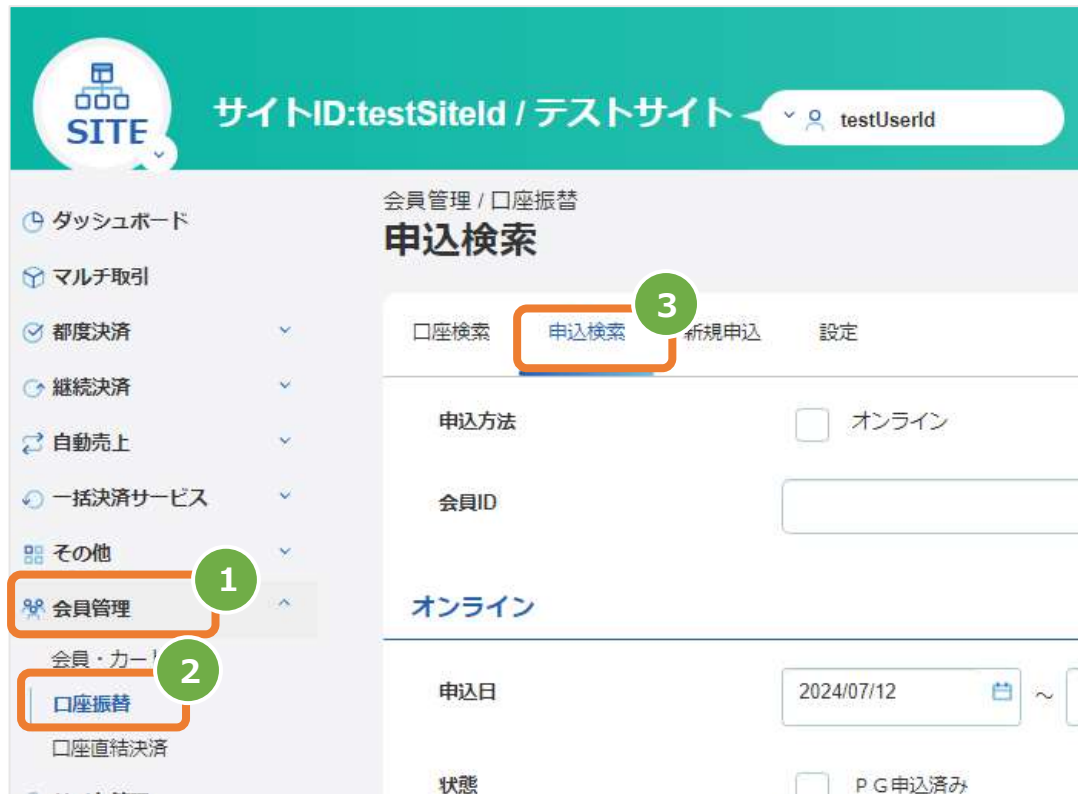 SITE
サイトID:testSiteId / テストサイト
testUserId
ダッシュボード
マルチ取引
都度決済
継続決済
自動売上
一括決済サービス
その他
1
会員管理
会員・カー
2
口座振替
口座直結決済
会員管理 / 口座振替
申込検索
3
口座検索 申込検索 新規申込 設定
申込方法 オンライン
会員ID
オンライン
申込日 2024/07/12 ～
状態 ＰＧ申込済み